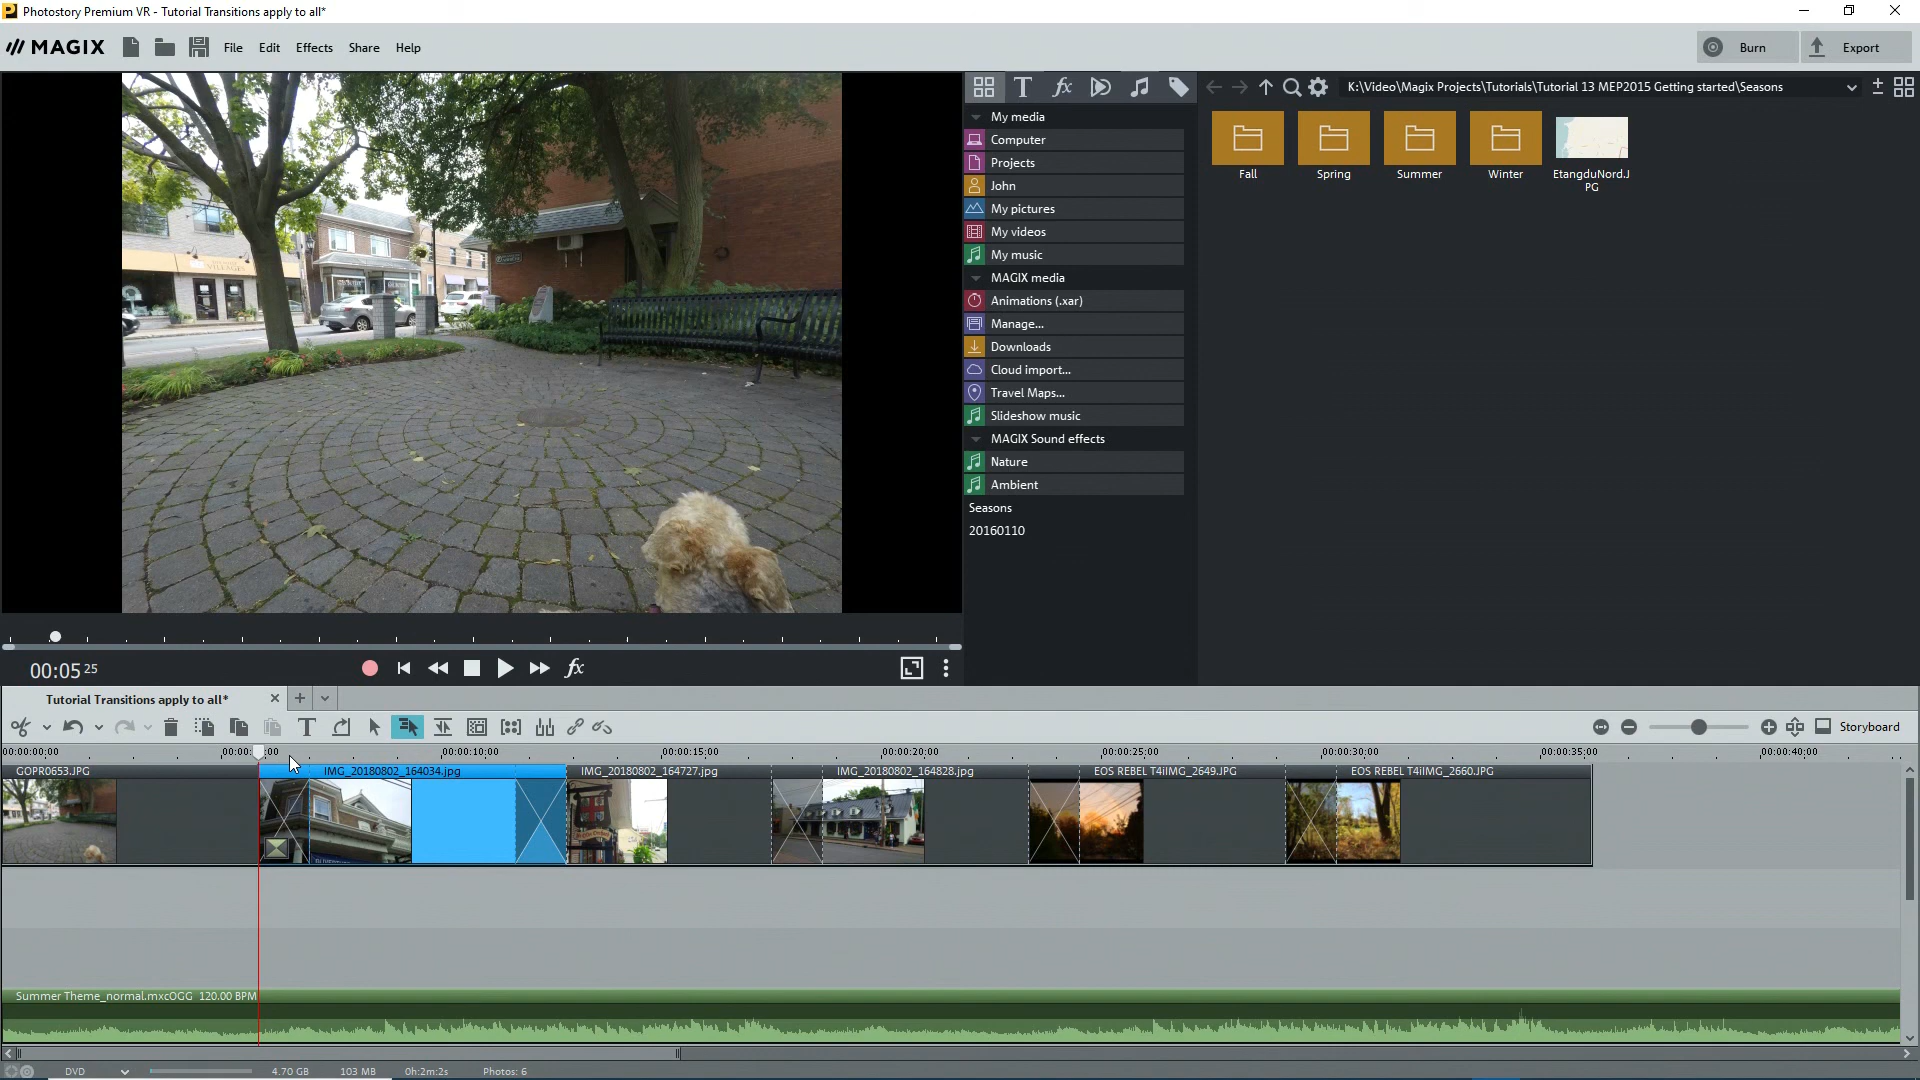 Photostory Premium VR - Tutorial Transitions apply to all*
MAGIX File Edit Effects Share Help Burn Export
K:\Video\Magix Projects\Tutorials\Tutorial 13 MEP2015 Getting started\Seasons
My media
Computer
Projects
John
My pictures
My videos
My music
MAGIX media
Animations (.xar)
Manage...
Downloads
Cloud import...
Travel Maps...
Slideshow music
MAGIX Sound effects
Nature
Ambient
Seasons
20160110
Fall Spring Summer Winter EtangduNord.J
PG
00:05 25
Tutorial Transitions apply to all*
Storyboard
00:00:00:00 00:00:10:00 00:00:15:00 00:00:20:00 00:00:25:00 00:00:30:00 00:00:35:00 00:00:40:00
GOPR0653.JPG IMG_20180802_164034.jpg IMG_20180802_164727.jpg IMG_20180802_164828.jpg EOS REBEL T4iIMG_2649.JPG EOS REBEL T4iIMG_2660.JPG
Summer Theme_normal.mxcOGG 120.00 BPM
DVD 4.70 GB 103 MB 0h:2m:2s Photos: 6